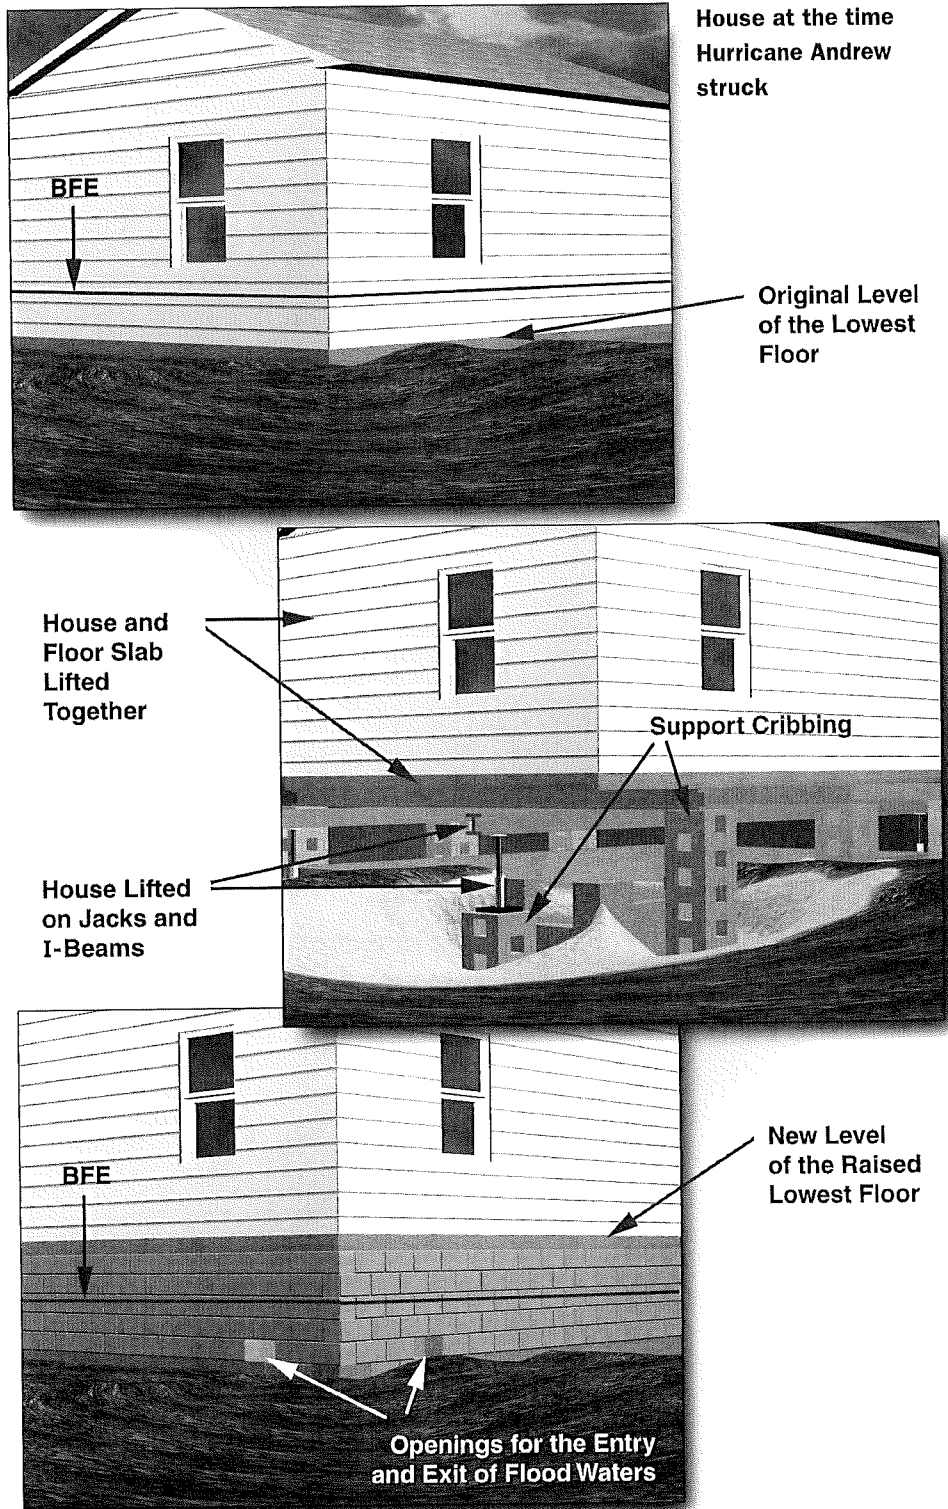 House at the time
Hurricane Andrew
struck
BFE
Original Level
of the Lowest
Floor
House and
Floor Slab
Lifted
Together
Support Cribbing
House Lifted
on Jacks and
I-Beams
New Level
of the Raised
Lowest Floor
BFE
Openings for the Entry
and Exit of Flood Waters